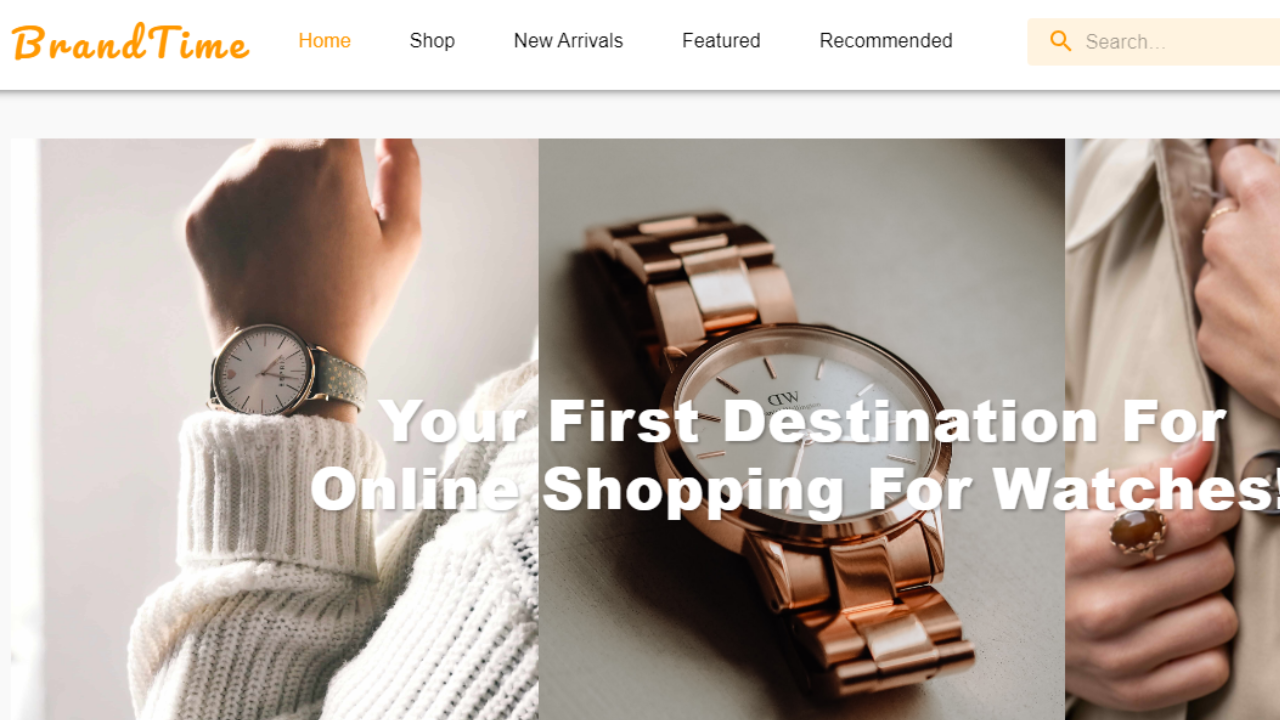 BrandTime
Home
Shop
New Arrivals
Featured
Recommended
Search...
DW
Your First Destination For
Online Shopping For Watches!